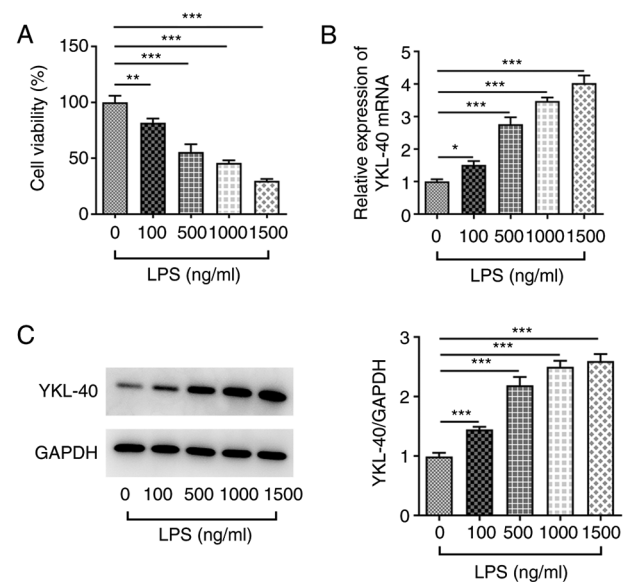 A
Cell viability (%)
150
100
50
0
***
***
***
**
0 100 500 1000 1500
LPS (ng/ml)
B
Relative expression of
YKL-40 mRNA
5
4
3
2
1
0
***
***
***
*
0 100 500 1000 1500
LPS (ng/ml)
C
YKL-40
GAPDH
0 100 500 1000 1500
LPS (ng/ml)
YKL-40/GAPDH
3
2
1
0
***
***
***
***
0 100 500 1000 1500
LPS (ng/ml)